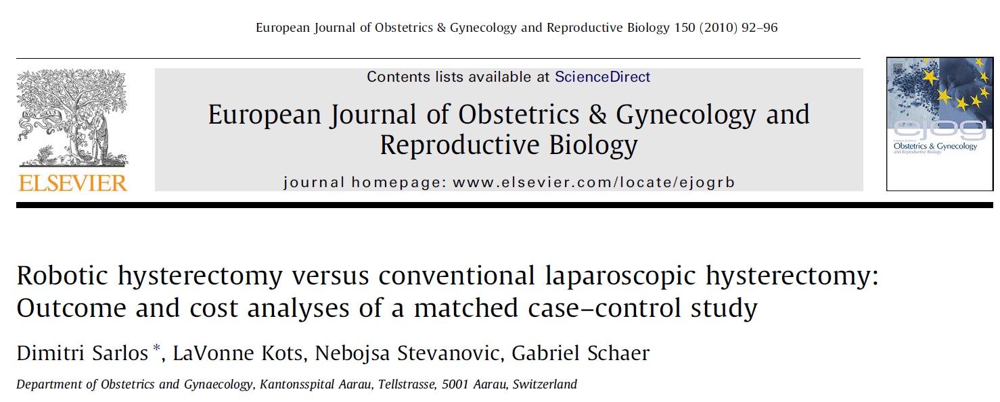 European Journal of Obstetrics & Gynecology and Reproductive Biology 150 (2010) 92–96
Contents lists available at ScienceDirect
European Journal of Obstetrics & Gynecology and
Reproductive Biology
journal homepage: www.elsevier.com/locate/ejogrb
NON SOLUS
ELSEVIER
ejog
European Journal of
Obstetrics & Gynecology
and Reproductive Biology
Robotic hysterectomy versus conventional laparoscopic hysterectomy:
Outcome and cost analyses of a matched case–control study
Dimitri Sarlos *, LaVonne Kots, Nebojsa Stevanovic, Gabriel Schaer
Department of Obstetrics and Gynaecology, Kantonsspital Aarau, Tellstrasse, 5001 Aarau, Switzerland